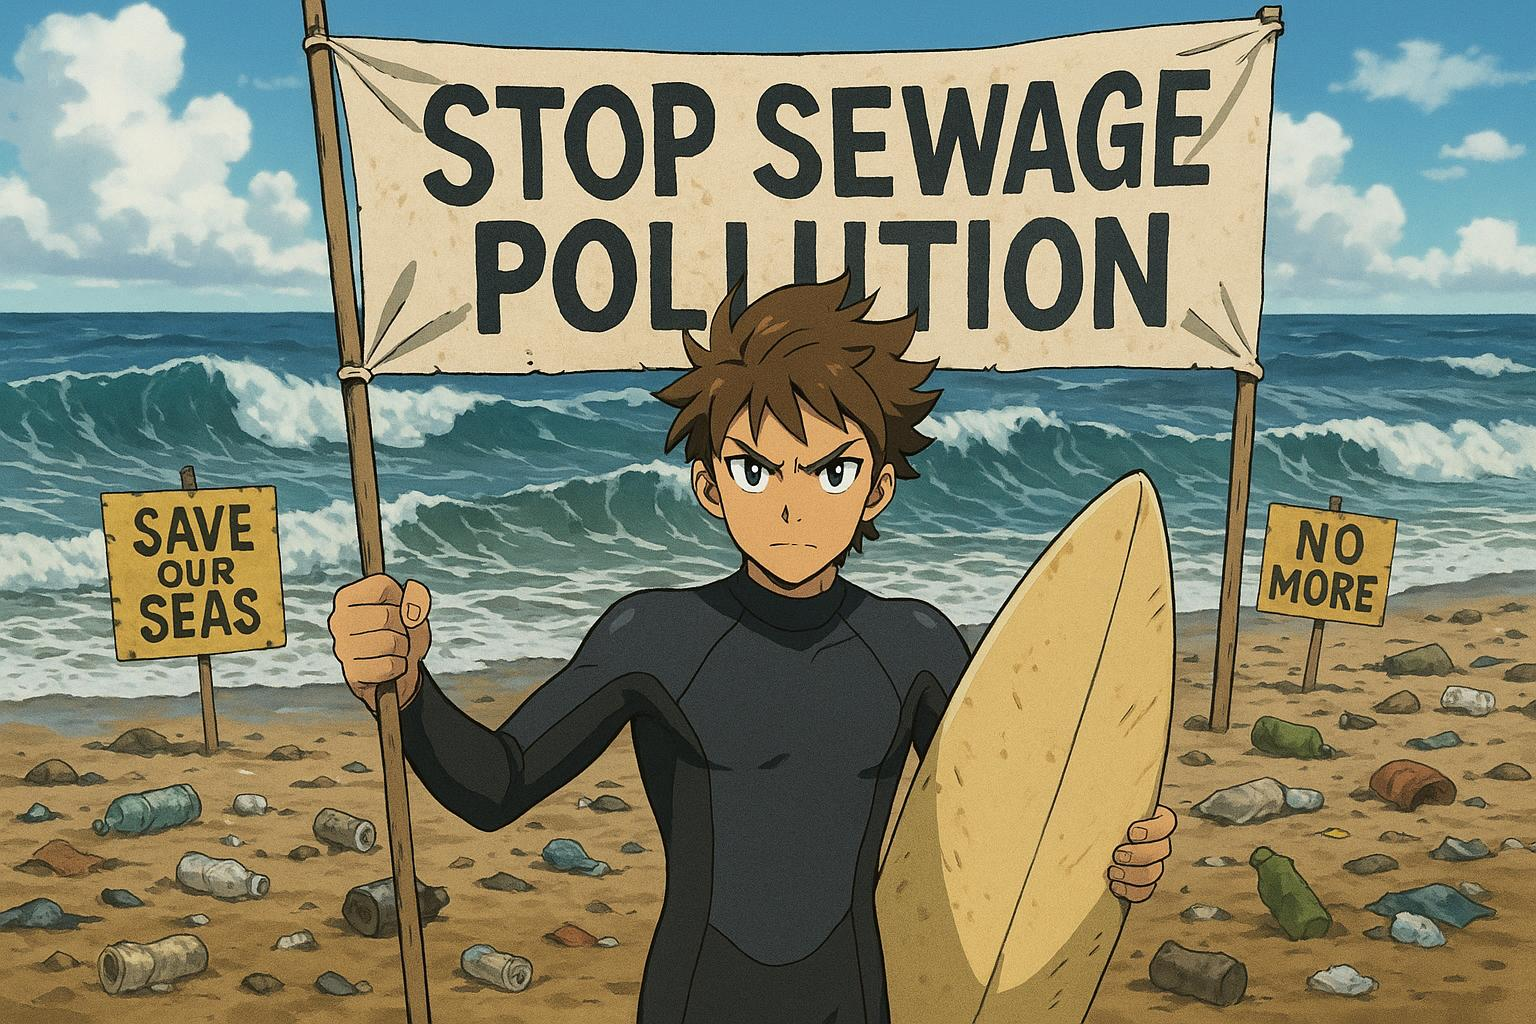 STOP SEWAGE
POLLUTION
SAVE
OUR
SEAS
NO
MORE